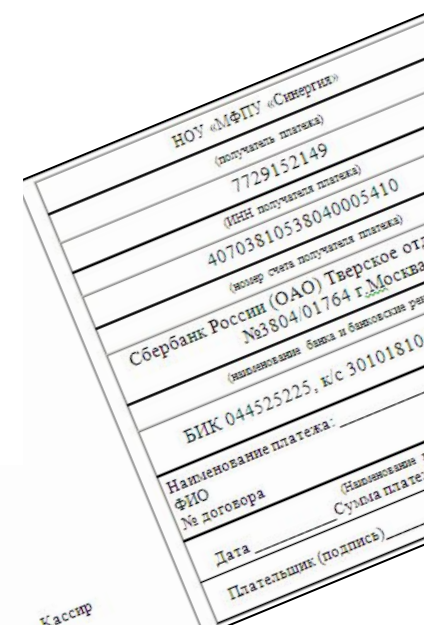 НОУ «МФПУ «Синергия»
(получатель платежа)
7729152149
(ИНН получателя платежа)
40703810538040005410
(номер счета получателя платежа)
Сбербанк России (ОАО) Тверское отд
№3804/01764 г.Москва
(наименование банка и банковские рек
БИК 044525225, к/с 30101810
Наименование платежа:
ФИО
(Наименование
№ договора
Сумма плате
Дата
Плательщик (подпись)
Кассир